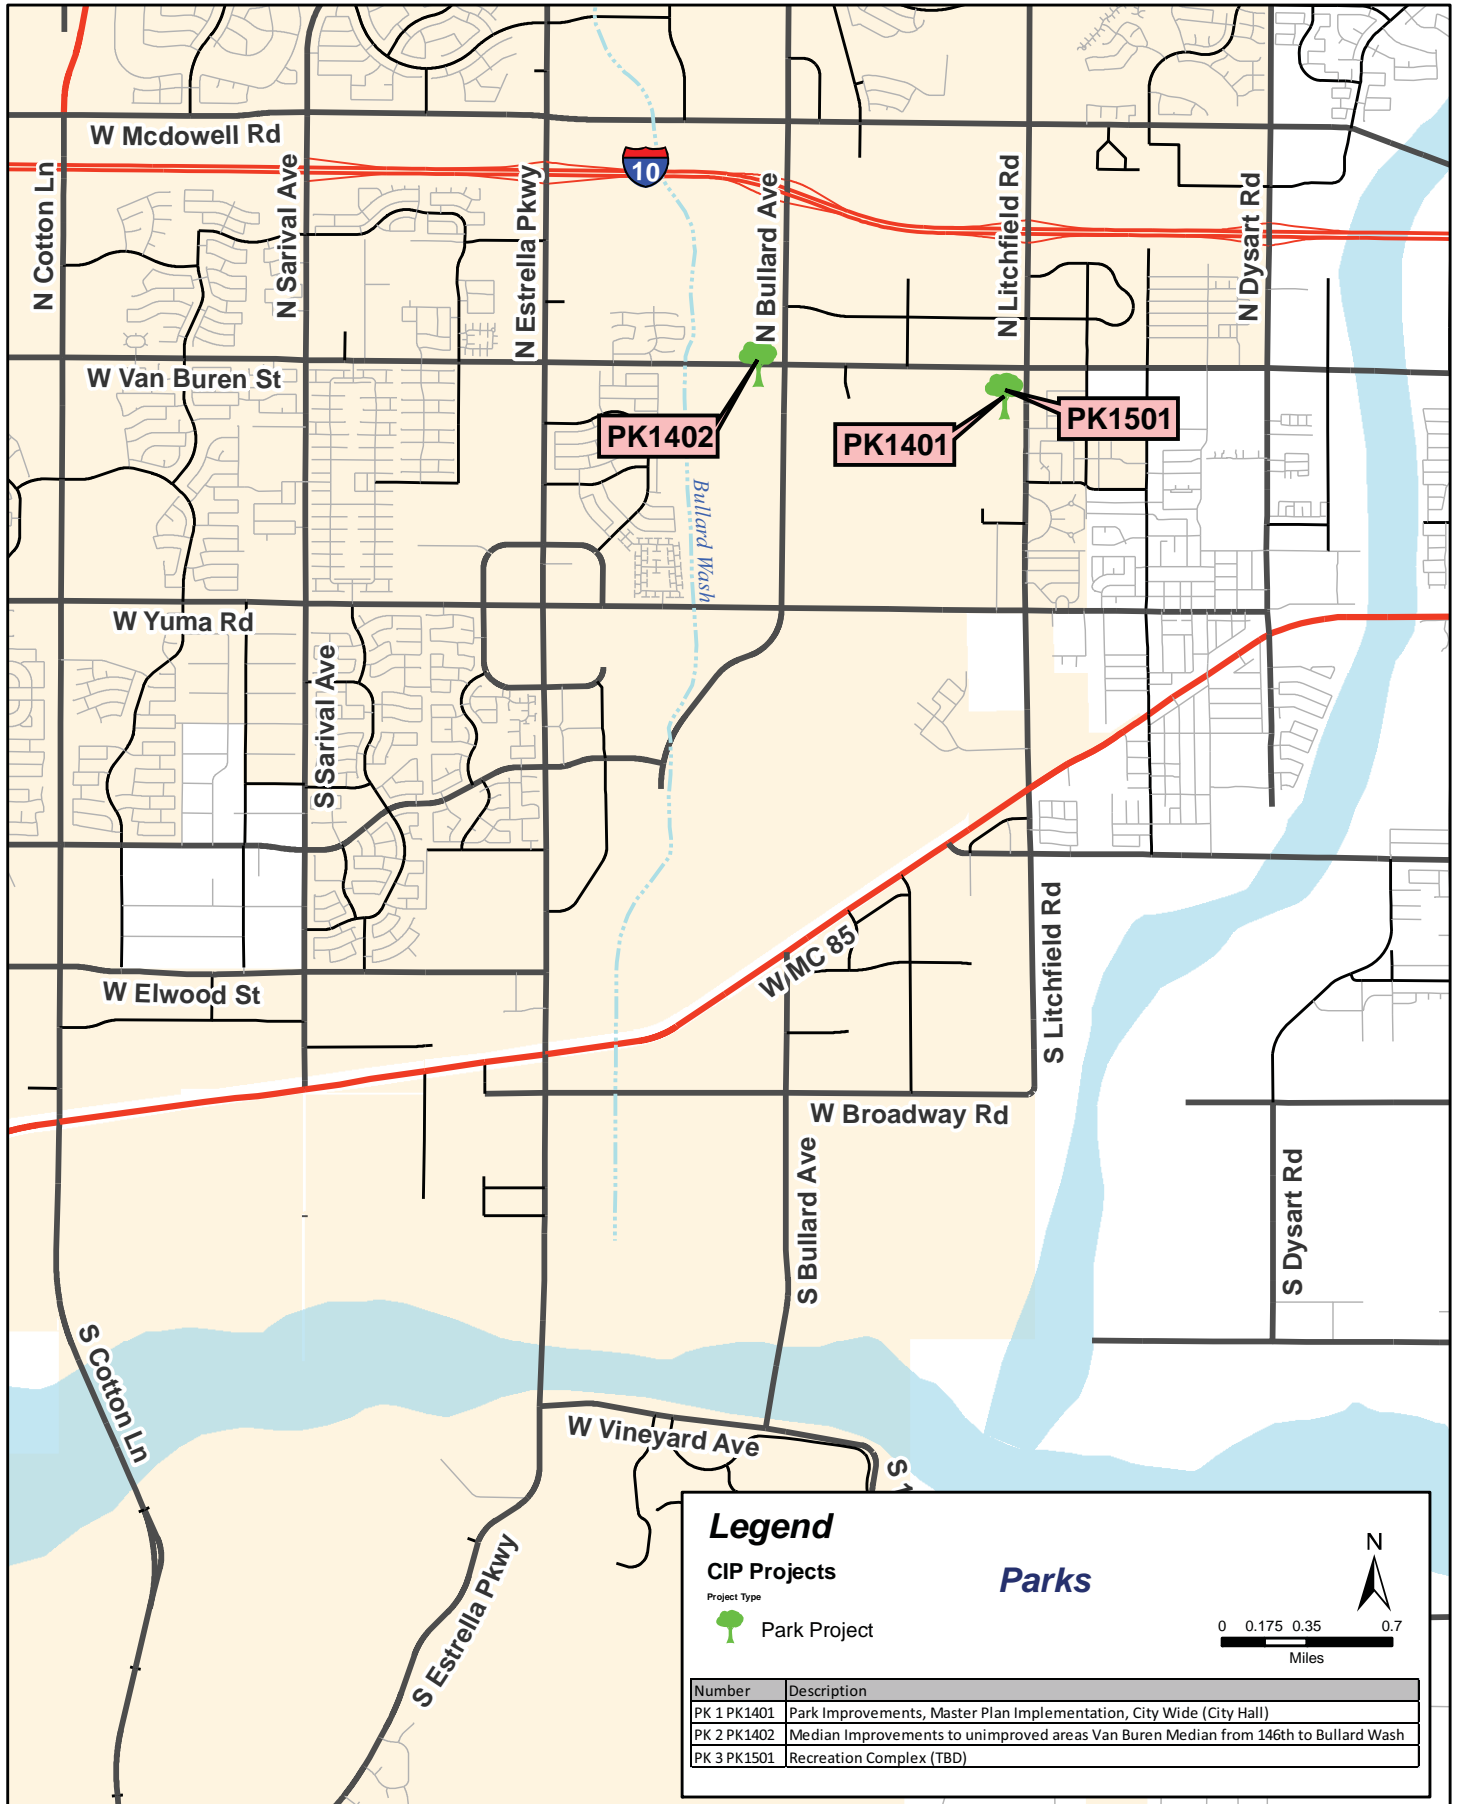 W Mcdowell Rd
10
N Cotton Ln
N Sarival Ave
N Estrella Pkwy
N Bullard Ave
N Litchfield Rd
N Dysart Rd
W Van Buren St
PK1402
PK1401
PK1501
Bullard Wash
W Yuma Rd
S Sarival Ave
W MC 85
W Elwood St
S Litchfield Rd
W Broadway Rd
S Bullard Ave
S Dysart Rd
S Cotton Ln
W Vineyard Ave
S 1
S Estrella Pkwy
Legend
CIP Projects
Project Type
Park Project
Parks
N
0 0.175 0.35 0.7
Miles
Number Description
PK 1 PK1401 Park Improvements, Master Plan Implementation, City Wide (City Hall)
PK 2 PK1402 Median Improvements to unimproved areas Van Buren Median from 146th to Bullard Wash
PK 3 PK1501 Recreation Complex (TBD)